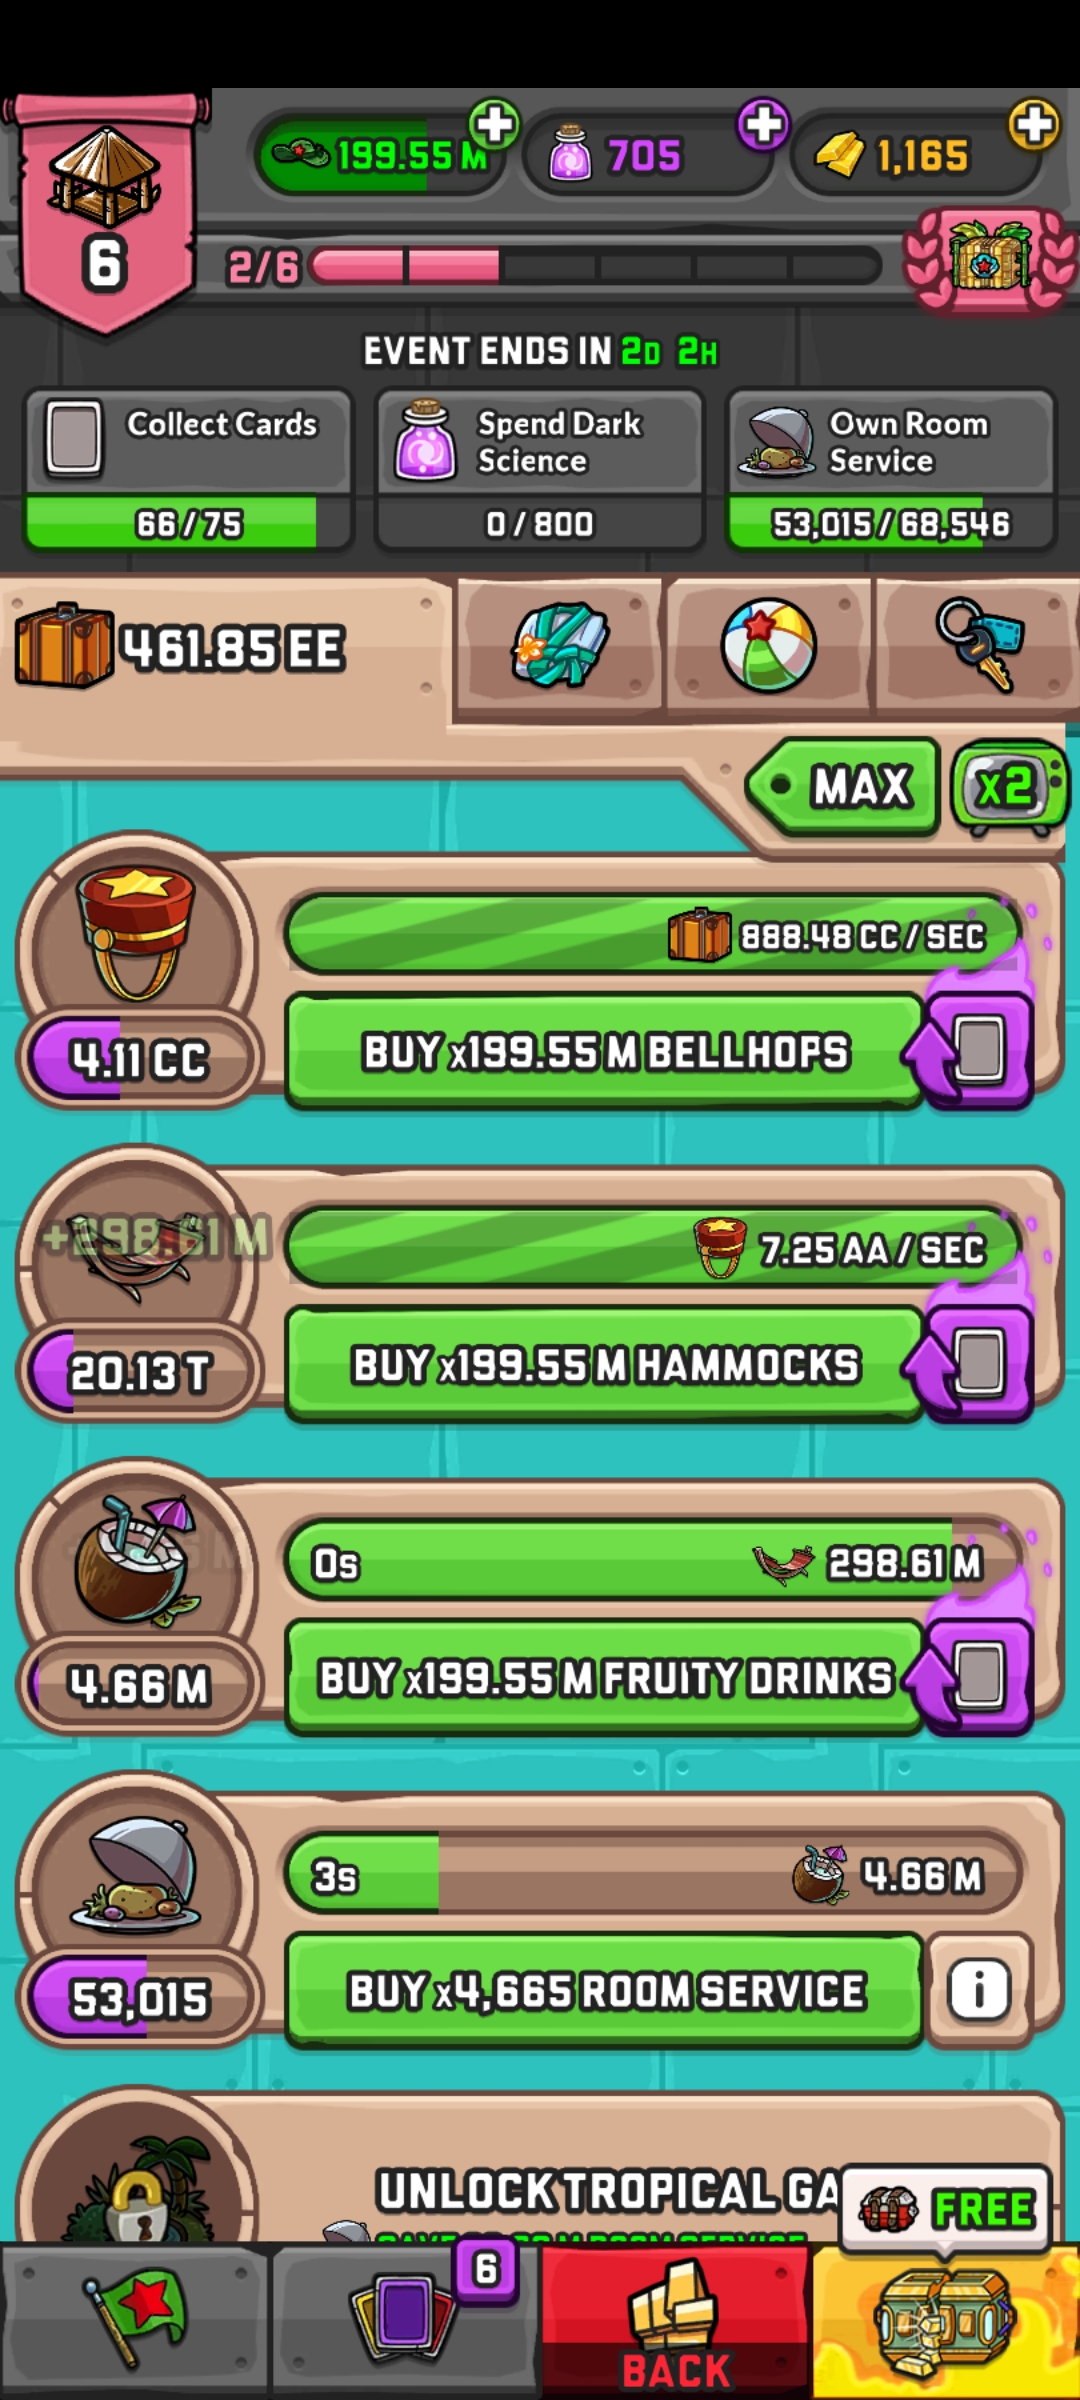 199.55 M
705
1,165
6
2/6
EVENT ENDS IN 2D 2H
Collect Cards
66/75
Spend Dark
Science
0/800
Own Room
Service
53,015/68,546
461.85 EE
MAX
x2
888.48 CC / SEC
4.11 CC
BUY x199.55 M BELLHOPS
+298.61 M
7.25 AA / SEC
20.13 T
BUY x199.55 M HAMMOCKS
0s
298.61 M
4.66 M
BUY x199.55 M FRUITY DRINKS
3s
4.66 M
53,015
BUY x4,665 ROOM SERVICE
i
UNLOCK TROPICAL GA
FREE
ROOM SERVICE
6
BACK